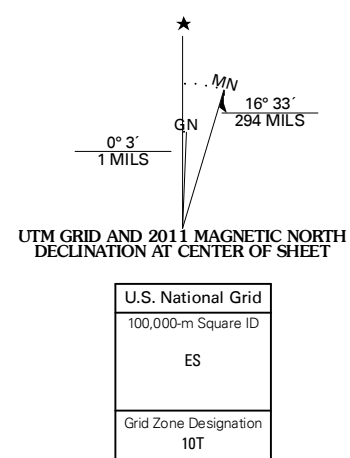 ★
MN
GN
16° 33´
294 MILS
0° 3´
1 MILS
UTM GRID AND 2011 MAGNETIC NORTH
DECLINATION AT CENTER OF SHEET
U.S. National Grid
100,000-m Square ID
ES
Grid Zone Designation
10T